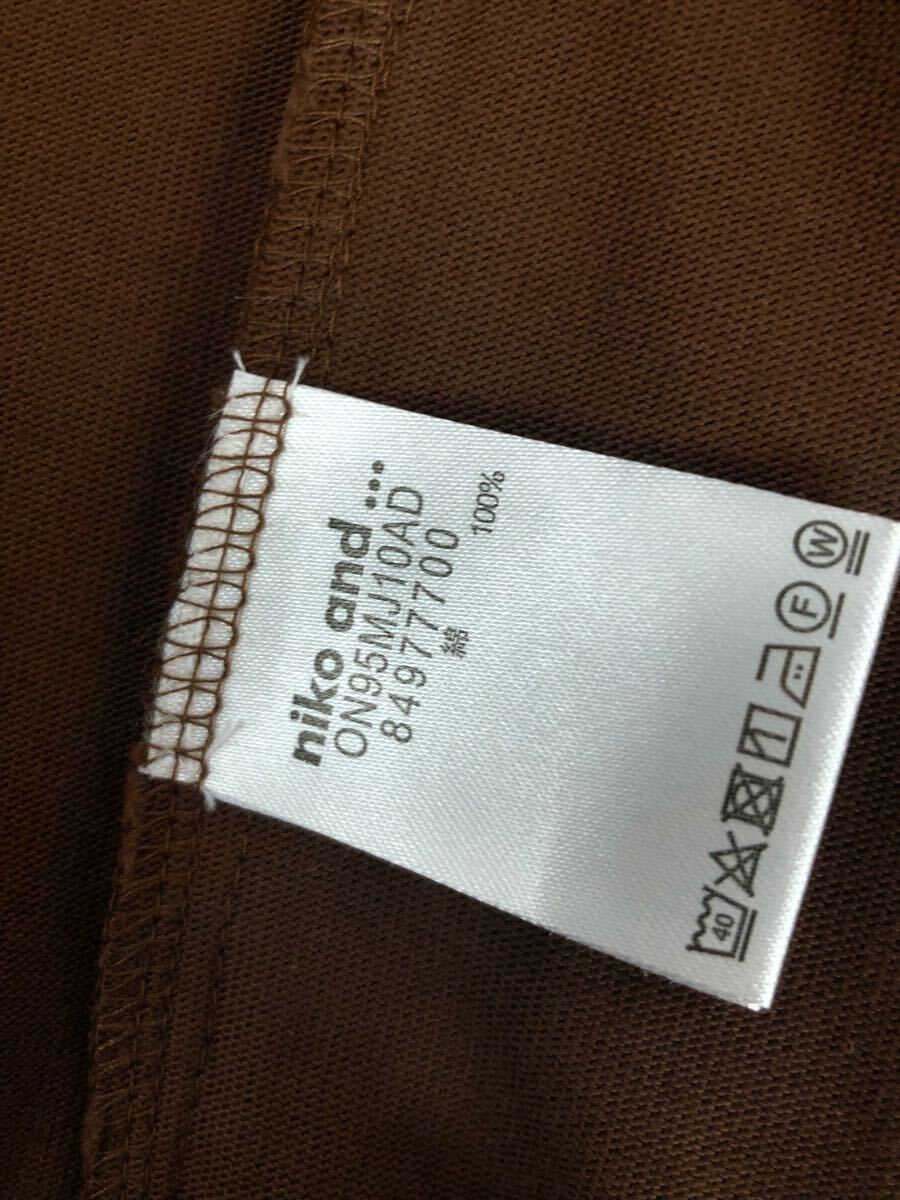 niko and ...
ON95MJ10AD
84977700
綿 100%
40
F W